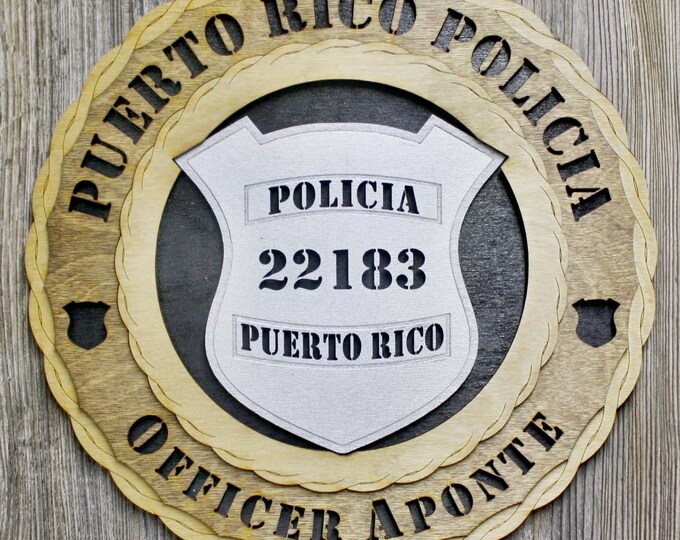 PUERTO RICO POLICIA
POLICIA
22183
PUERTO RICO
OFFICER APONTE